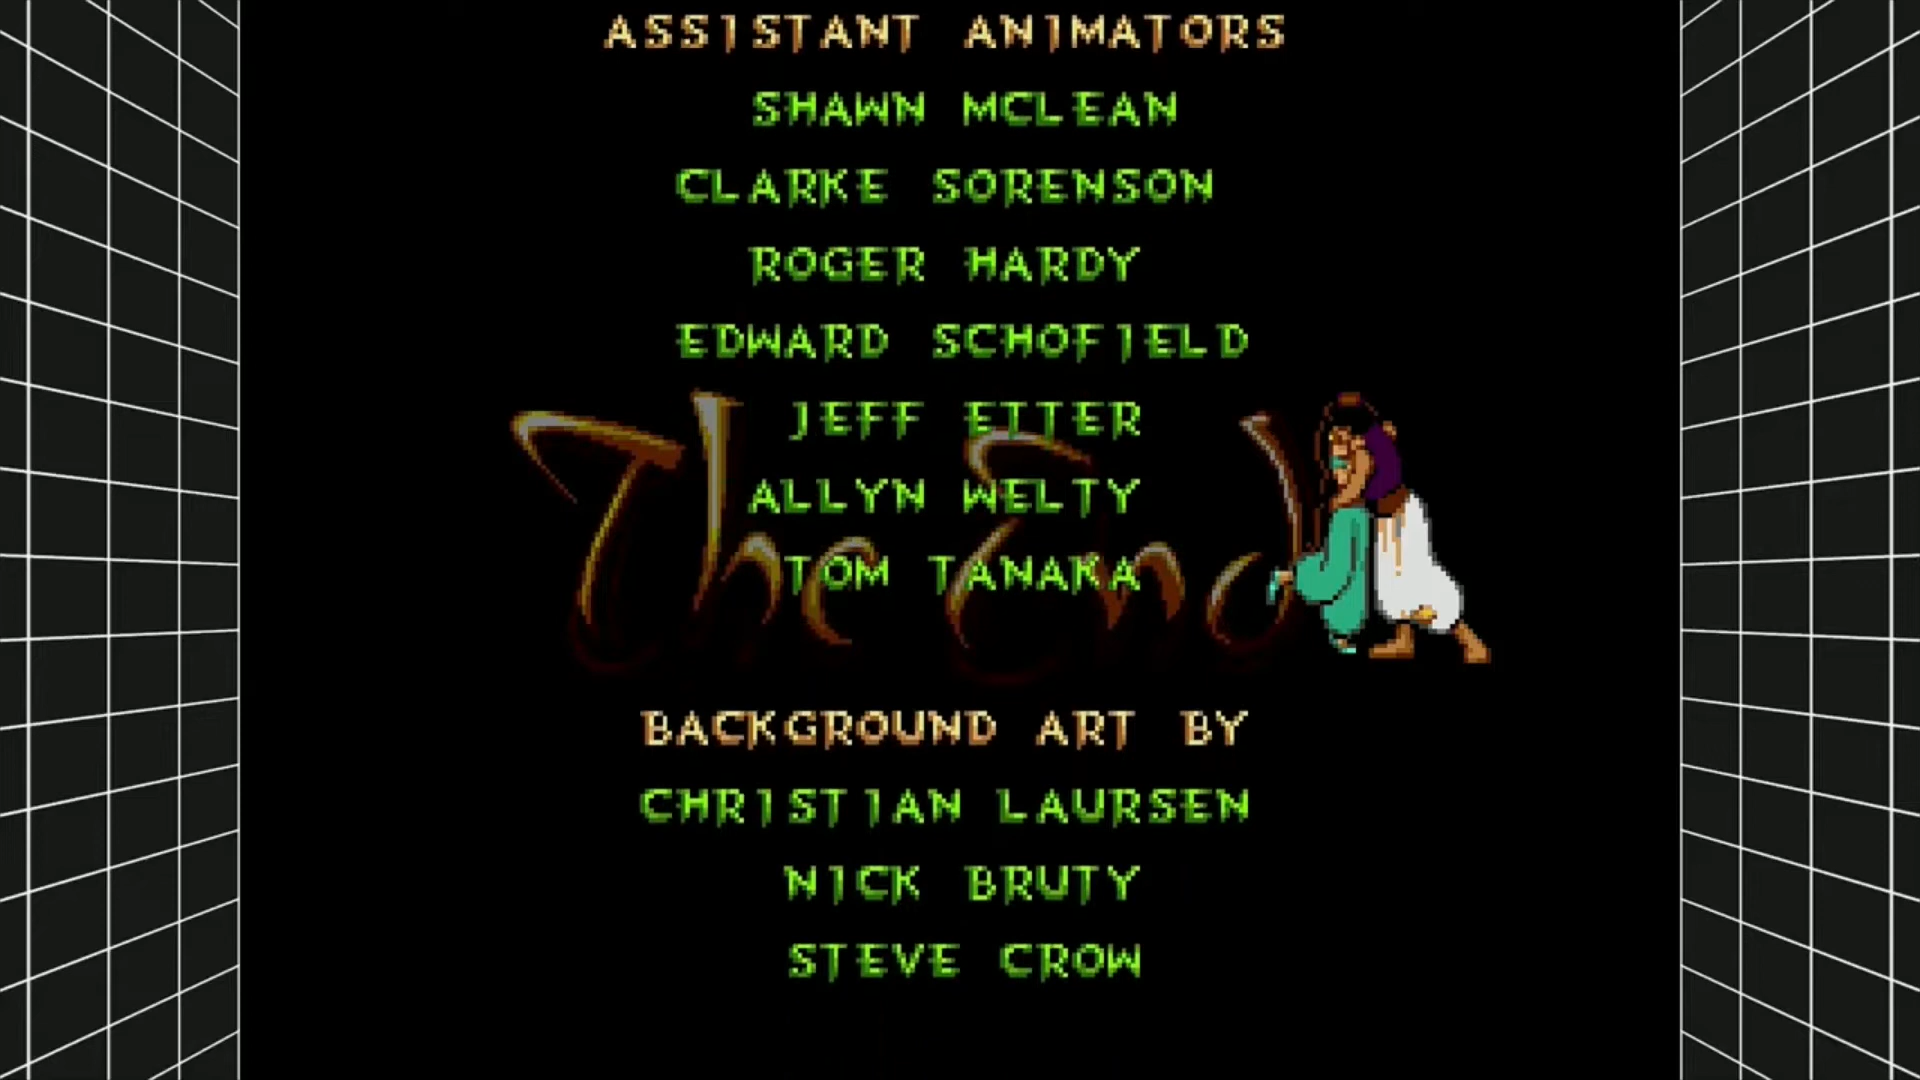 ASSISTANT ANIMATORS
SHAWN MCLEAN
CLARKE SORENSON
ROGER HARDY
EDWARD SCHOFIELD
JEFF ETTER
ALLYN WELTY
The End
TOM TANAKA
BACKGROUND ART BY
CHRISTIAN LAURSEN
NICK BRUTY
STEVE CROW